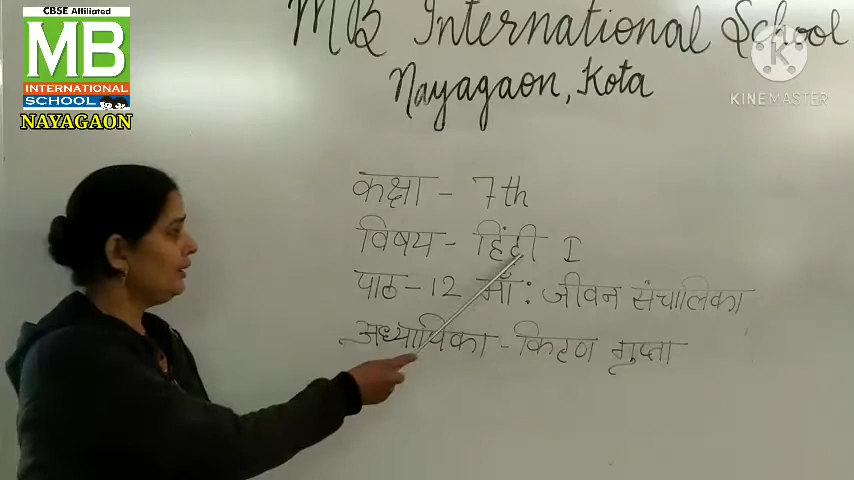 CBSE Affiliated
MB
INTERNATIONAL
SCHOOL
NAYAGAON
MB International School
Nayagaon, Kota
K
KINEMASTER
कक्षा - 7th
विषय - हिंदी I
पाठ - 12 माँ : जीवन संचालिका
अध्यापिका - किरण गुप्ता